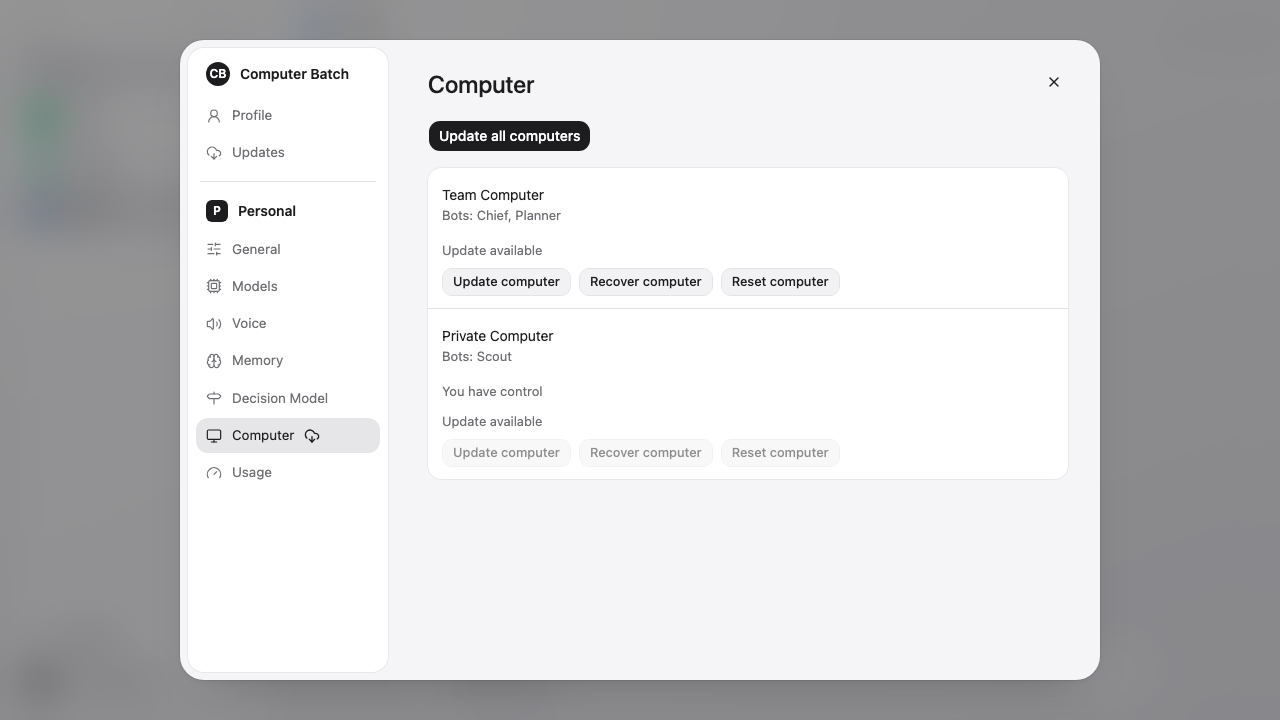 CB Computer Batch
Profile
Updates
P Personal
General
Models
Voice
Memory
Decision Model
Computer
Usage
Computer
Update all computers
Team Computer
Bots: Chief, Planner
Update available
Update computer Recover computer Reset computer
Private Computer
Bots: Scout
You have control
Update available
Update computer Recover computer Reset computer